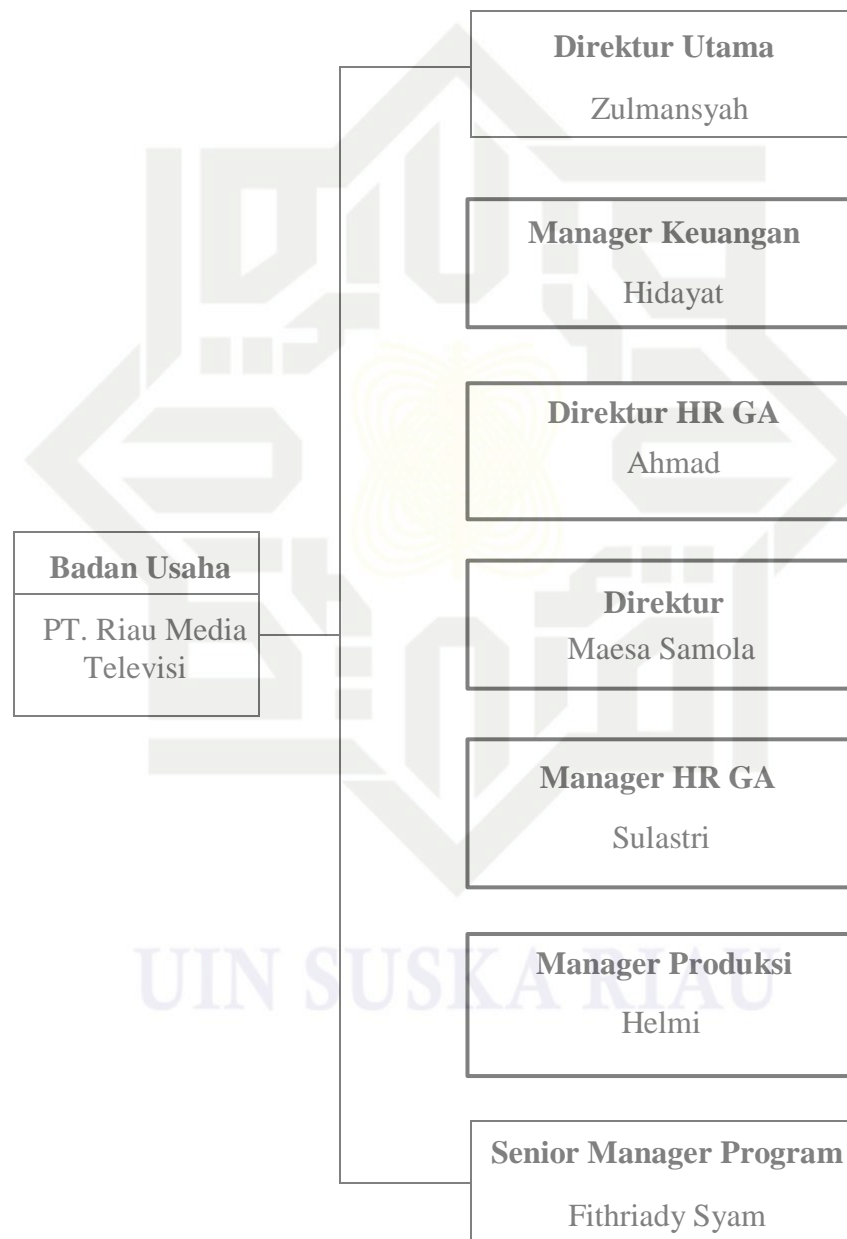 Direktur Utama
Zulmansyah
Manager Keuangan
Hidayat
Direktur HR GA
Ahmad
Badan Usaha
PT. Riau Media
Televisi
Direktur
Maesa Samola
Manager HR GA
Sulastri
Manager Produksi
Helmi
UIN SUSKA RIAU
Senior Manager Program
Fithriady Syam